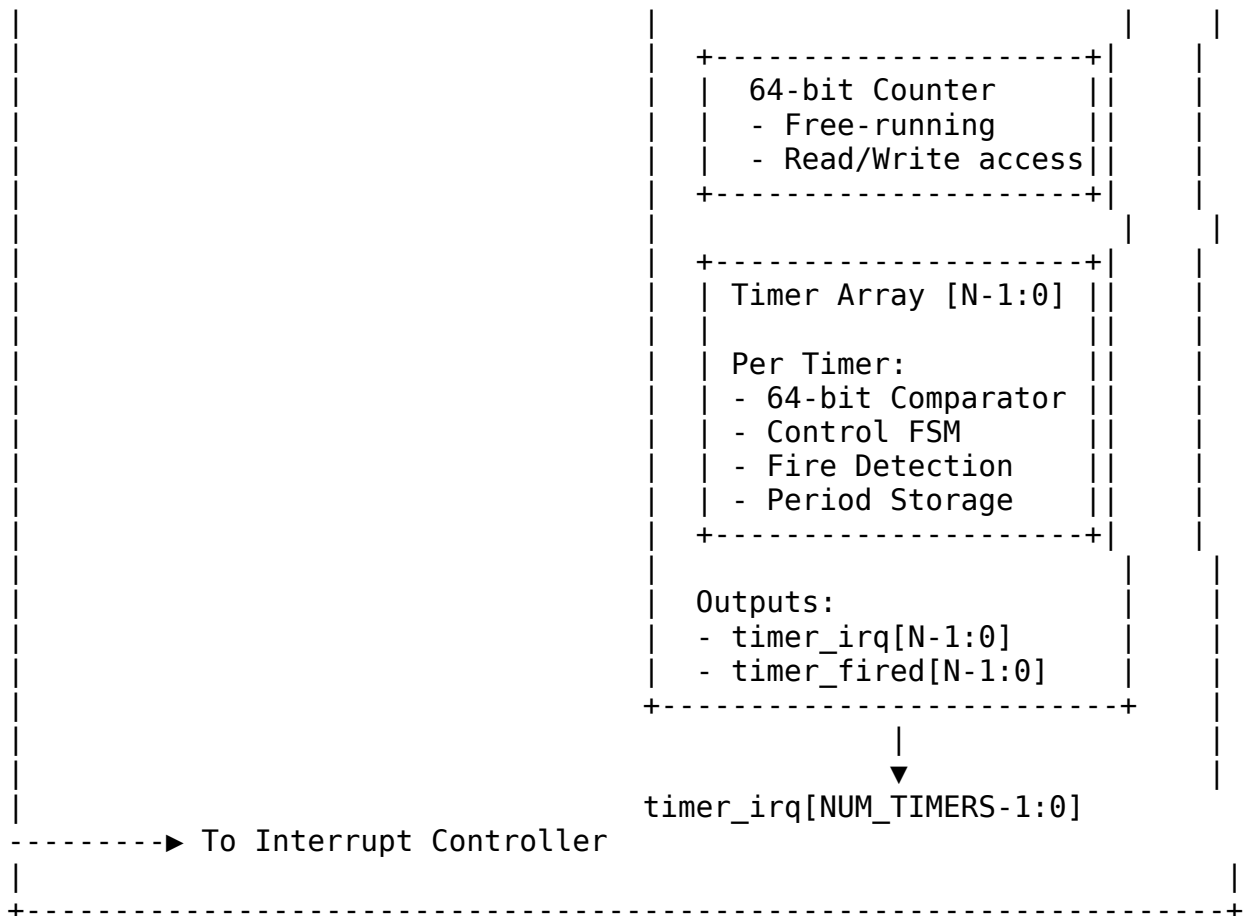 64-bit Counter
- Free-running
- Read/Write access
Timer Array [N-1:0]
Per Timer:
- 64-bit Comparator
- Control FSM
- Fire Detection
- Period Storage
Outputs:
- timer_irq[N-1:0]
- timer_fired[N-1:0]
timer_irq[NUM_TIMERS-1:0]
To Interrupt Controller